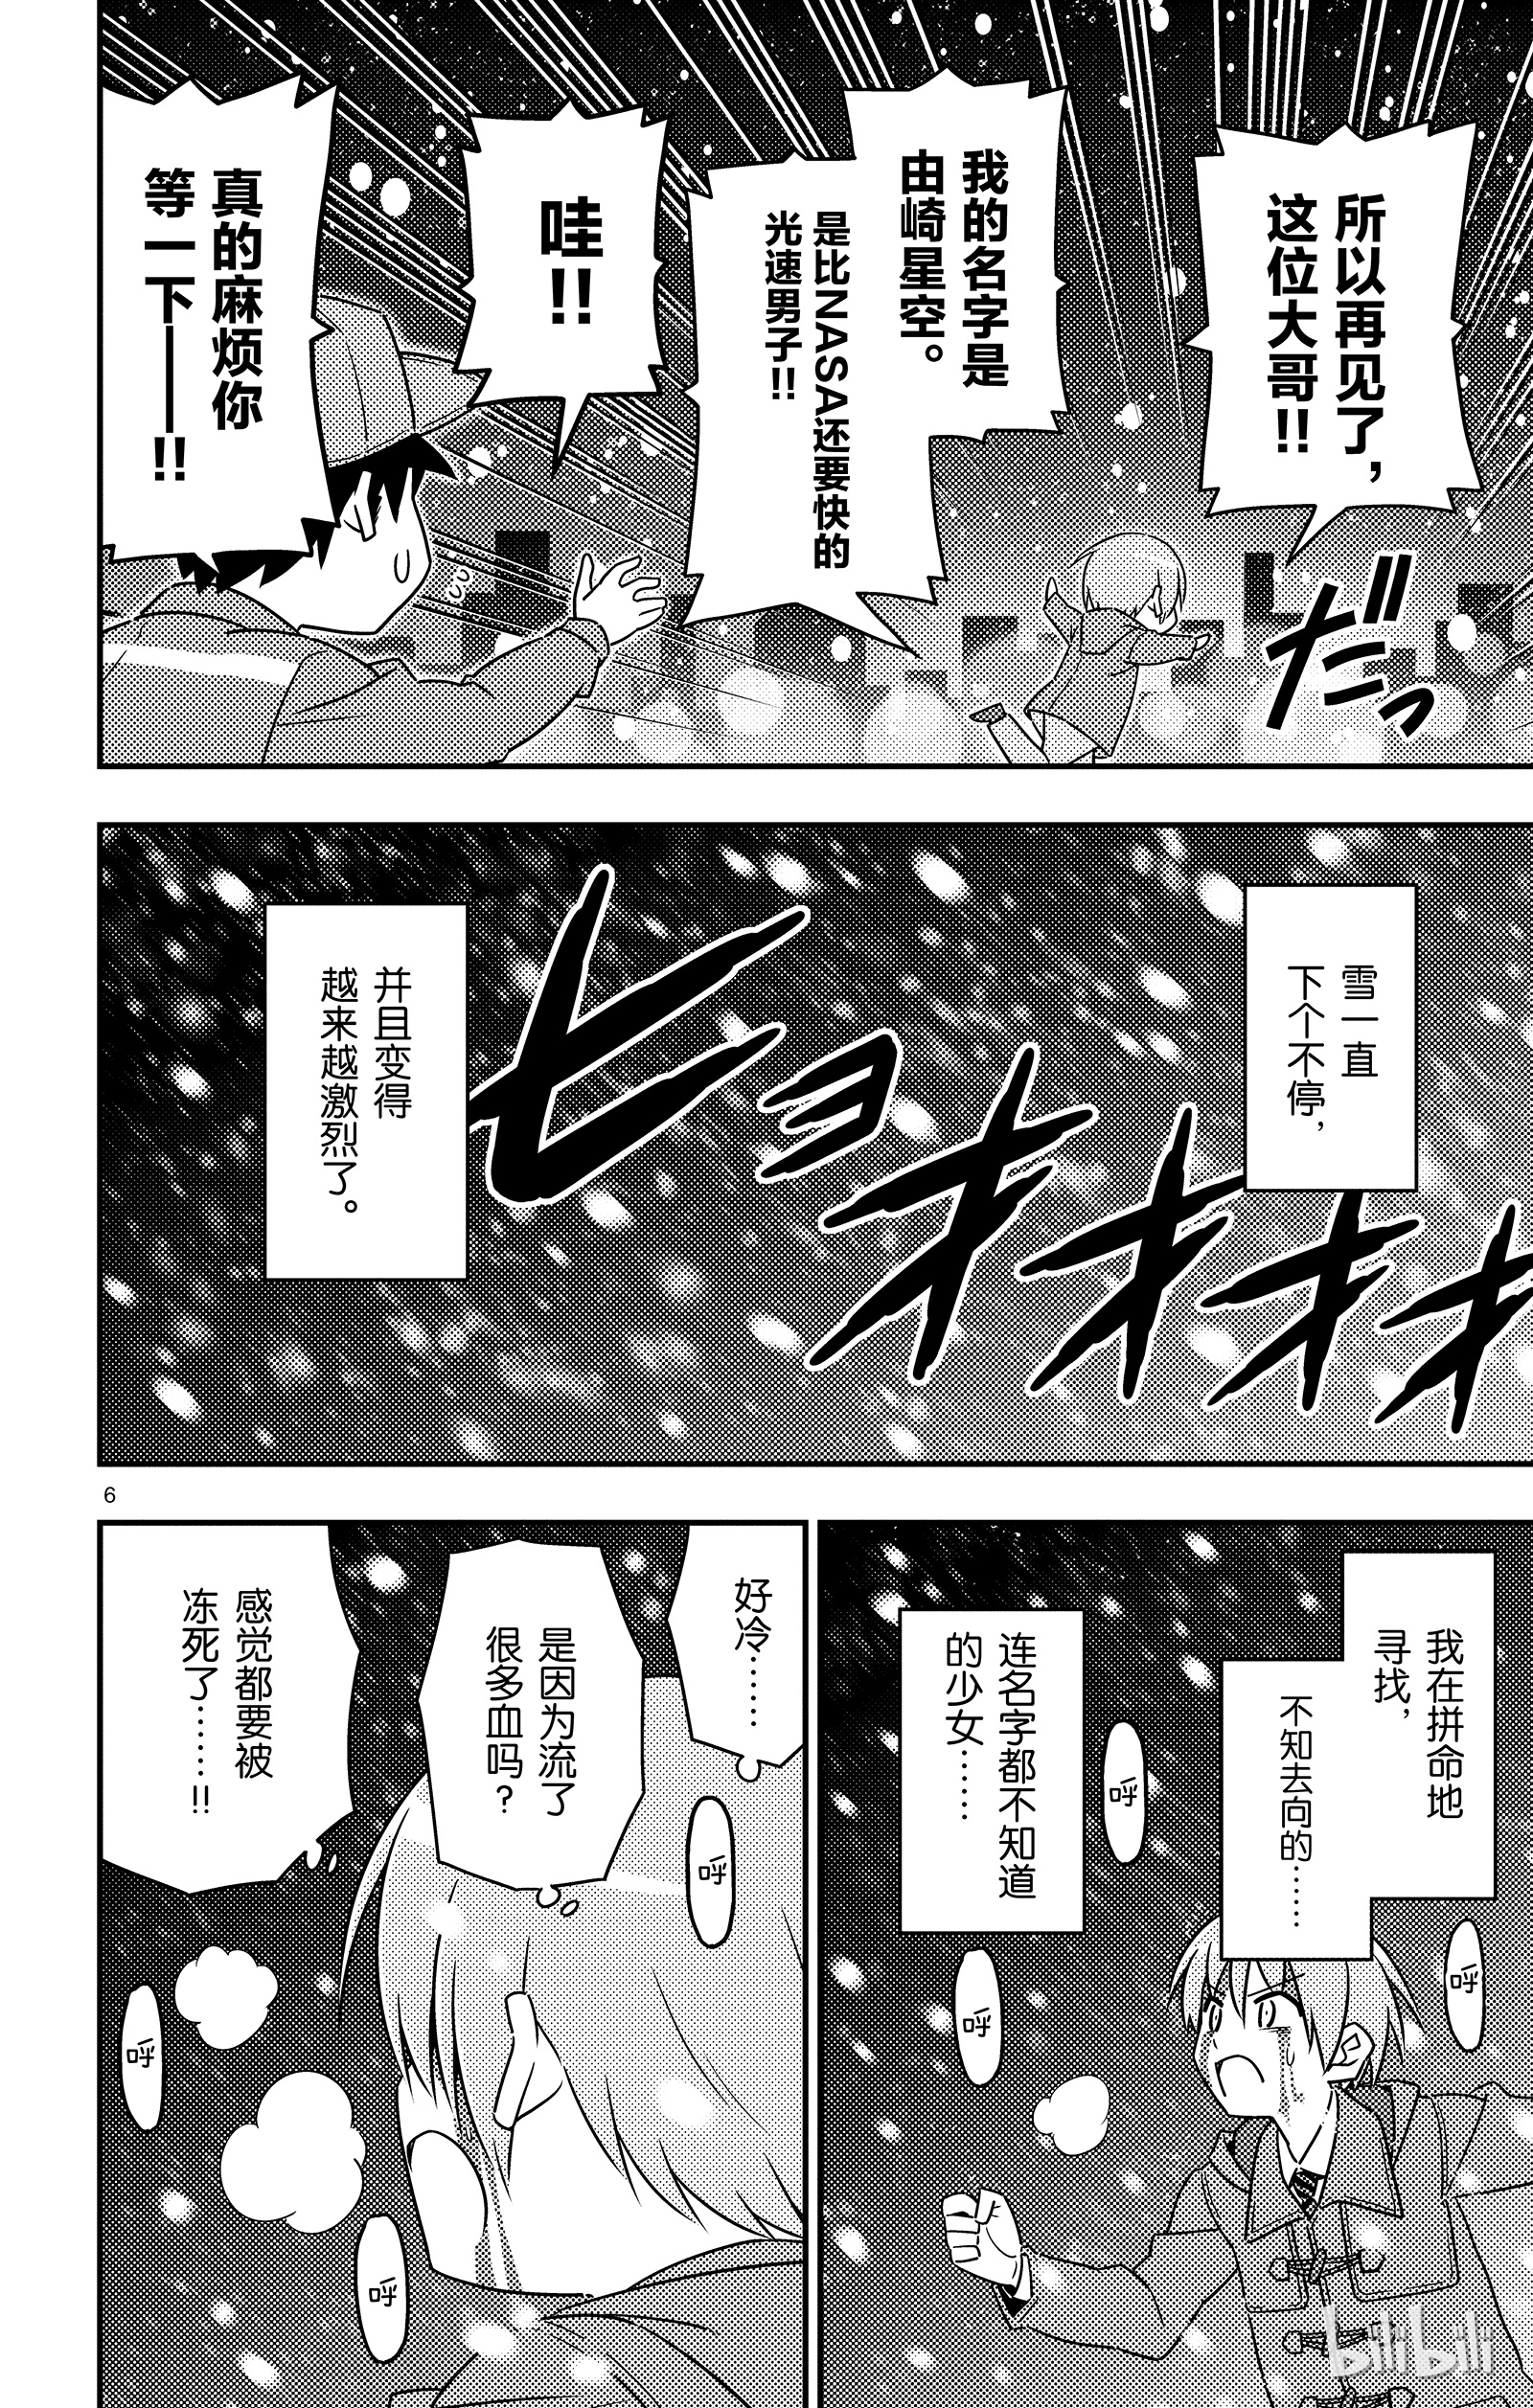 所以再见了，
这位大哥!!
我的名字是
由崎星空。
是比NASA还要快的
光速男子!!
哇!!
真的麻烦你
等一下——!!
ダッ
雪一直
下个不停，
ヒョオオオオ
并且变得
越来越激烈了。
6
我在拼命地
寻找，
不知去向的……
连名字都不知道
的少女……
呼
呼
呼
好冷……
是因为流了
很多血吗？
感觉都要被
冻死了……!!
呼
呼
呼
bilibili